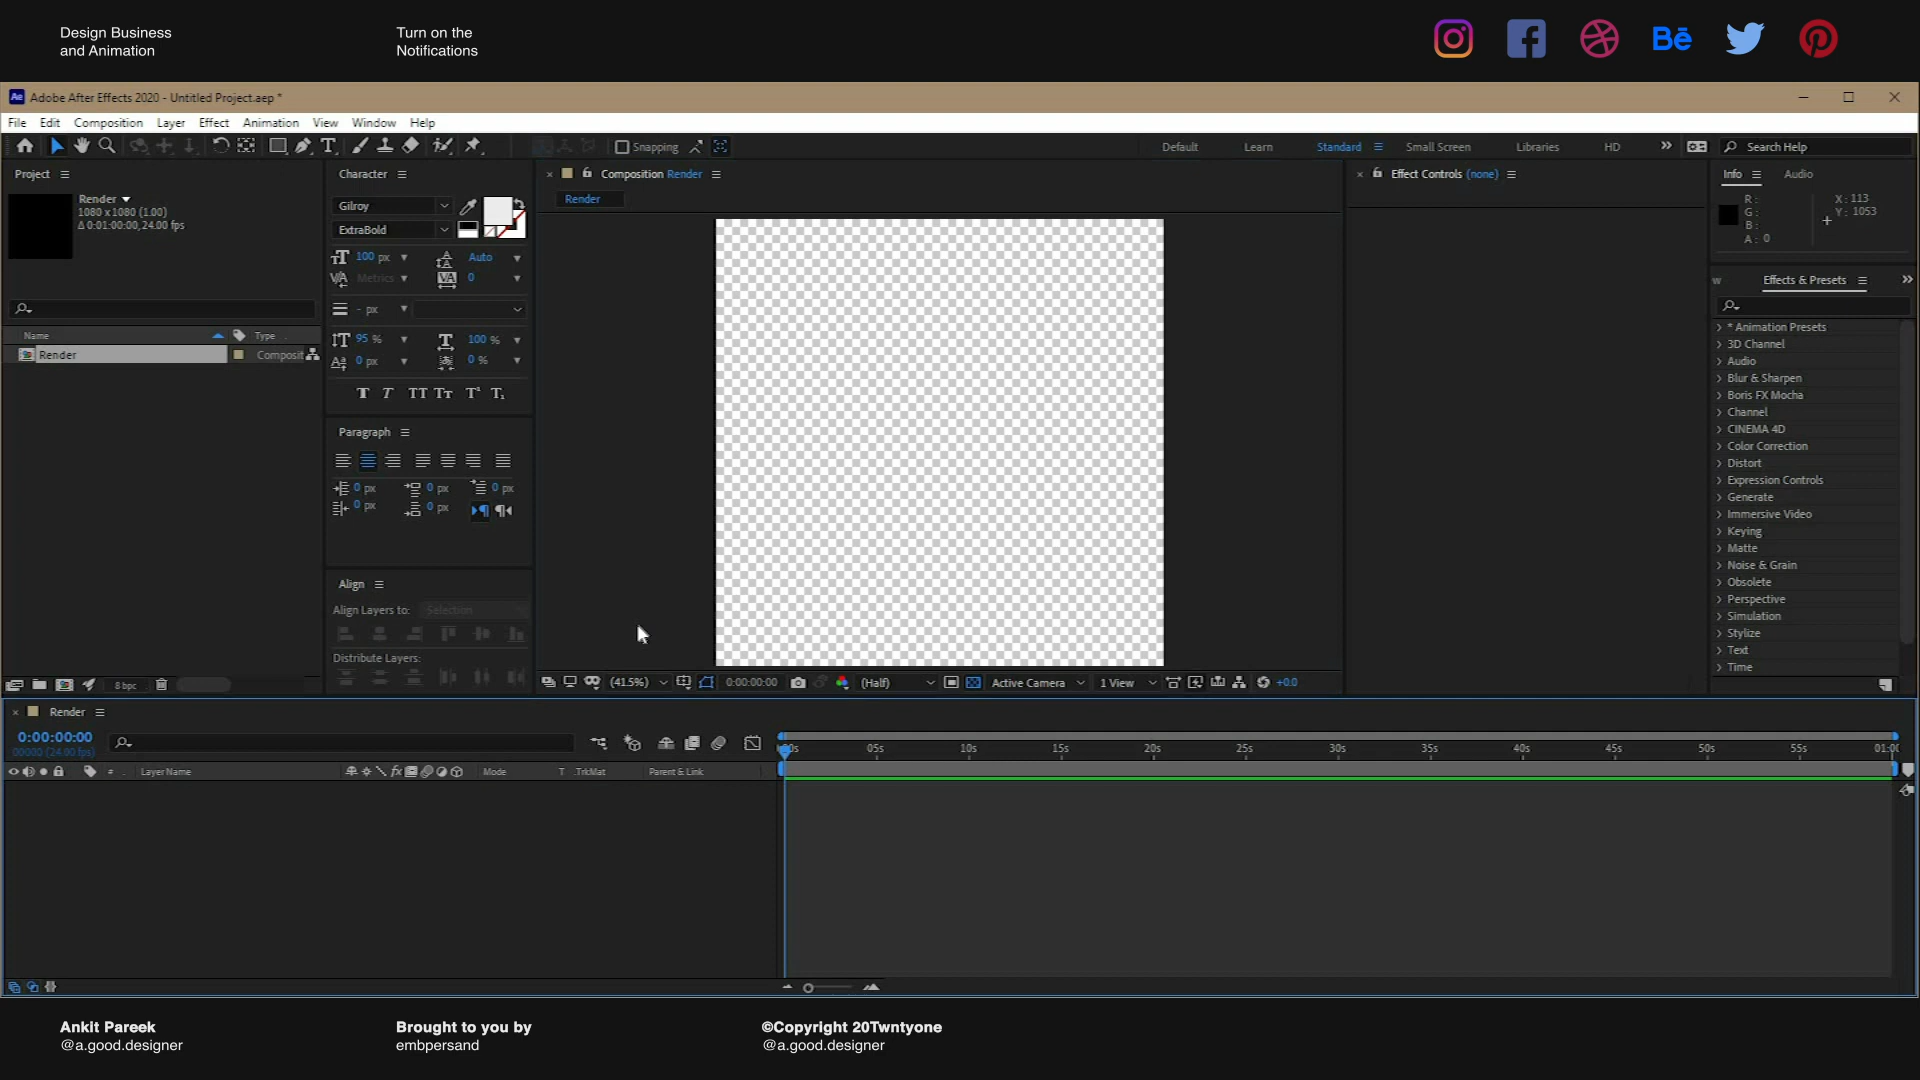 Design Business
and Animation
Turn on the
Notifications
Bē
Ae Adobe After Effects 2020 - Untitled Project.aep *
File Edit Composition Layer Effect Animation View Window Help
Snapping
Default Learn Standard Small Screen Libraries HD
Search Help
Project
Render
1080 x 1080 (1.00)
Δ 0:01:00:00, 24.00 fps
Name Type
Render Composit
8 bpc
Character
Gilroy
ExtraBold
100 px Auto
Metrics 0
- px
95 % 100 %
0 px 0 %
Paragraph
0 px 0 px 0 px
0 px 0 px
Align
Align Layers to: Selection
Distribute Layers:
Composition Render
Render
(41.5%) 0:00:00:00 (Half) Active Camera 1 View +0.0
Effect Controls (none)
Info Audio
R :
G :
B :
A : 0
X : 113
Y : 1053
w Effects & Presets
* Animation Presets
3D Channel
Audio
Blur & Sharpen
Boris FX Mocha
Channel
CINEMA 4D
Color Correction
Distort
Expression Controls
Generate
Immersive Video
Keying
Matte
Noise & Grain
Obsolete
Perspective
Simulation
Stylize
Text
Time
Render
0:00:00:00
00000 (24.00 fps)
# Layer Name Mode T .TrkMat Parent & Link
05s 10s 15s 20s 25s 30s 35s 40s 45s 50s 55s
Ankit Pareek
@a.good.designer
Brought to you by
embpersand
©Copyright 20Twntyone
@a.good.designer